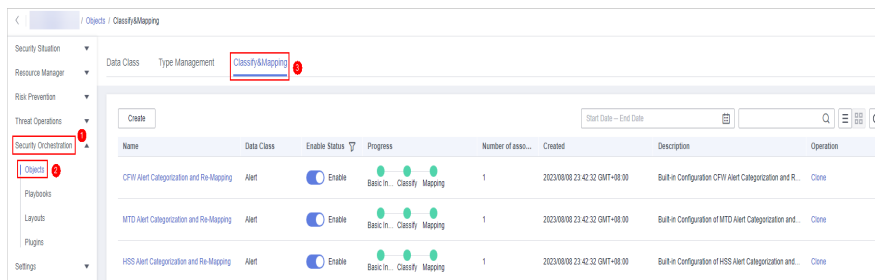 / Objects / Classify&Mapping
Security Situation
Resource Manager
Risk Prevention
Threat Operations
Security Orchestration
1
Objects
2
Playbooks
Layouts
Plugins
Settings
Data Class Type Management Classify&Mapping 3
Create
Start Date – End Date
Name Data Class Enable Status Progress Number of asso... Created Description Operation
CFW Alert Categorization and Re-Mapping Alert Enable Basic In... Classify Mapping 1 2023/08/08 23:42:32 GMT+08:00 Built-in Configuration CFW Alert Categorization and R... Clone
MTD Alert Categorization and Re-Mapping Alert Enable Basic In... Classify Mapping 1 2023/08/08 23:42:32 GMT+08:00 Built-in Configuration of MTD Alert Categorization and... Clone
HSS Alert Categorization and Re-Mapping Alert Enable Basic In... Classify Mapping 1 2023/08/08 23:42:32 GMT+08:00 Built-in Configuration of HSS Alert Categorization and... Clone